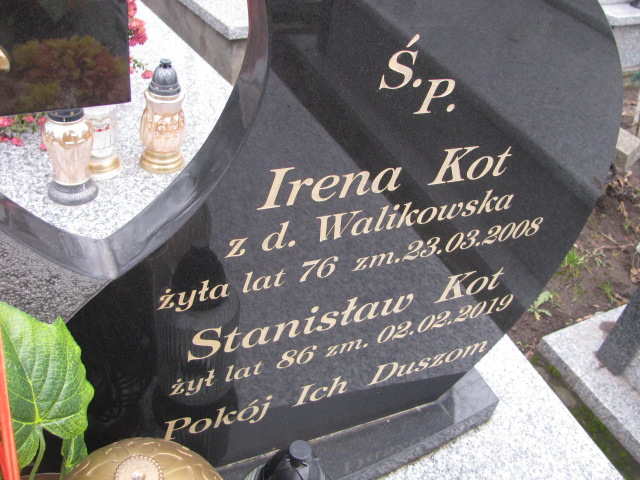 Ś.P.
Irena Kot
z d. Walikowska
żyła lat 76 zm.23.03.2008
Stanisław Kot
żył lat 86 zm. 02.02.2019
Pokój Ich Duszom